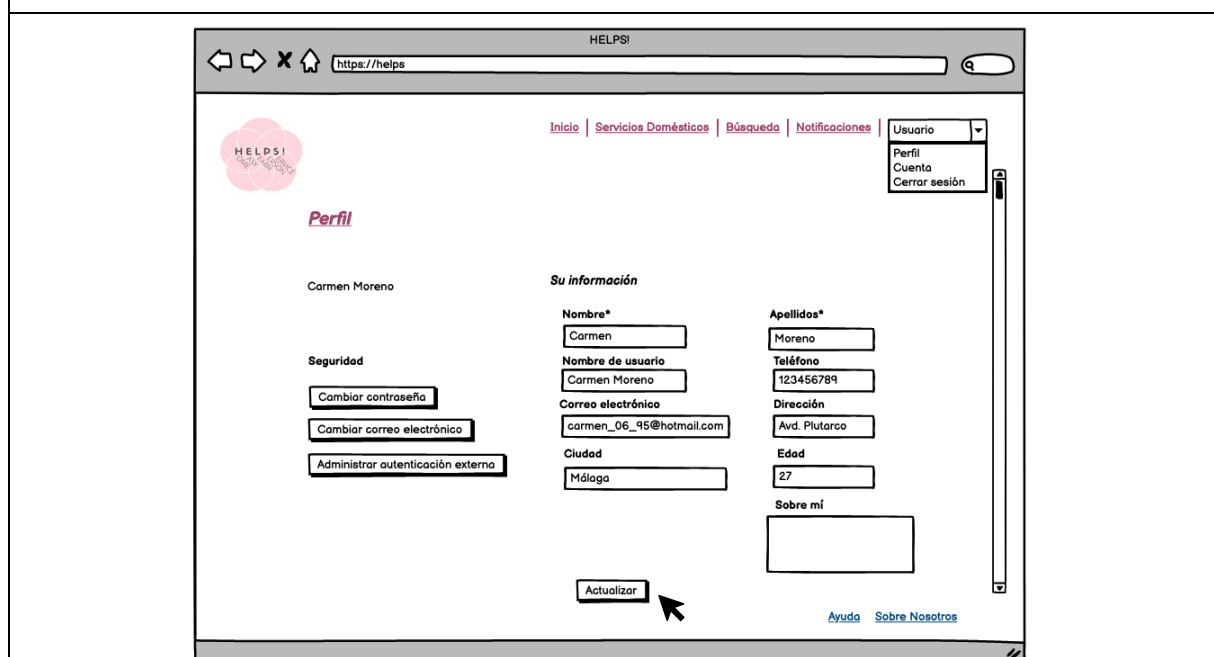 HELPS!
https://helps
Inicio Servicios Domésticos Búsqueda Notificaciones Usuario
Perfil
Cuenta
Cerrar sesión
HELPS!
Perfil
Carmen Moreno
Seguridad
Cambiar contraseña
Cambiar correo electrónico
Administrar autenticación externa
Su información
Nombre*
Carmen
Apellidos*
Moreno
Nombre de usuario
Carmen Moreno
Teléfono
123456789
Correo electrónico
carmen_06_95@hotmail.com
Dirección
Avd. Plutarco
Ciudad
Málaga
Edad
27
Sobre mí
Actualizar
Ayuda Sobre Nosotros